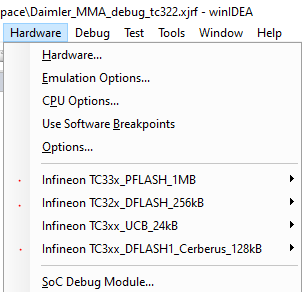 pace\Daimler_MMA_debug_tc322.xjrf - winIDEA
Hardware Debug Test Tools Window Help
Hardware...
Emulation Options...
CPU Options...
Use Software Breakpoints
Options...
Infineon TC33x_PFLASH_1MB
Infineon TC32x_DFLASH_256kB
Infineon TC3xx_UCB_24kB
Infineon TC3xx_DFLASH1_Cerberus_128kB
SoC Debug Module...